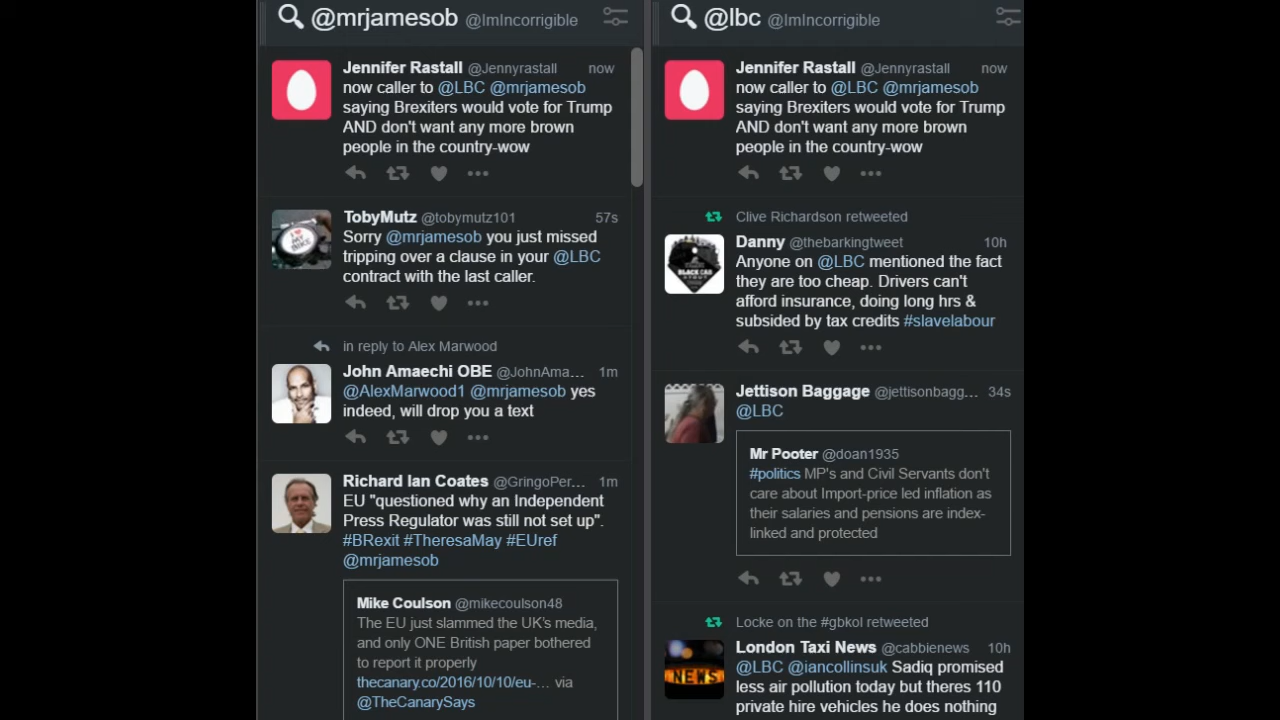 @mrjamesob @ImIncorrigible
Jennifer Rastall @Jennyrastall now
now caller to @LBC @mrjamesob
saying Brexiters would vote for Trump
AND don't want any more brown
people in the country-wow
TobyMutz @tobymutz101 57s
Sorry @mrjamesob you just missed
tripping over a clause in your @LBC
contract with the last caller.
in reply to Alex Marwood
John Amaechi OBE @JohnAma... 1m
@AlexMarwood1 @mrjamesob yes
indeed, will drop you a text
Richard Ian Coates @GringoPer... 1m
EU "questioned why an Independent
Press Regulator was still not set up".
#BRexit #TheresaMay #EUref
@mrjamesob
Mike Coulson @mikecoulson48
The EU just slammed the UK's media,
and only ONE British paper bothered
to report it properly
thecanary.co/2016/10/10/eu-... via
@TheCanarySays
@lbc @ImIncorrigible
Jennifer Rastall @Jennyrastall now
now caller to @LBC @mrjamesob
saying Brexiters would vote for Trump
AND don't want any more brown
people in the country-wow
Clive Richardson retweeted
Danny @thebarkingtweet 10h
Anyone on @LBC mentioned the fact
they are too cheap. Drivers can't
afford insurance, doing long hrs &
subsided by tax credits #slavelabour
Jettison Baggage @jettisonbagg... 34s
@LBC
Mr Pooter @doan1935
#politics MP's and Civil Servants don't
care about Import-price led inflation as
their salaries and pensions are index-
linked and protected
Locke on the #gbkol retweeted
London Taxi News @cabbienews 10h
@LBC @iancollinsuk Sadiq promised
less air pollution today but theres 110
private hire vehicles he does nothing
BLACK CAB
NEWS